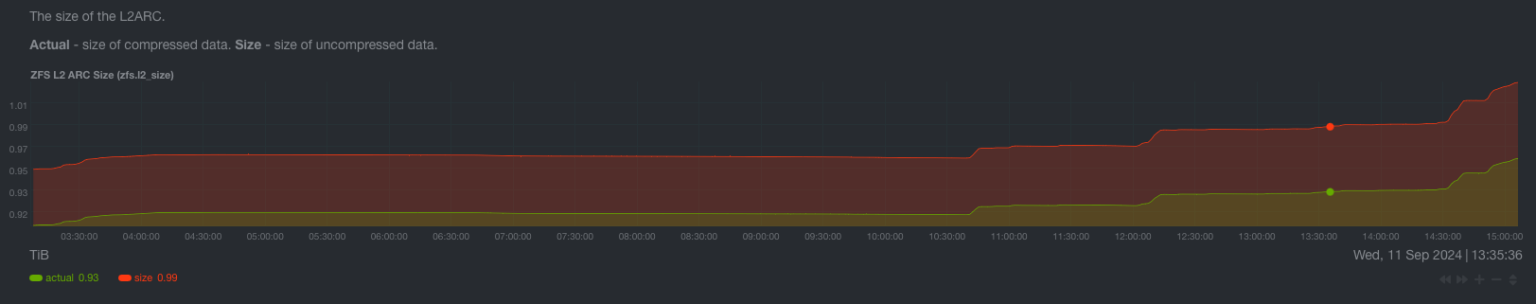 The size of the L2ARC.
Actual - size of compressed data. Size - size of uncompressed data.
ZFS L2 ARC Size (zfs.l2_size)
1.01
0.99
0.97
0.95
0.93
0.92
03:30:00 04:00:00 04:30:00 05:00:00 05:30:00 06:00:00 06:30:00 07:00:00 07:30:00 08:00:00 08:30:00 09:00:00 09:30:00 10:00:00 10:30:00 11:00:00 11:30:00 12:00:00 12:30:00 13:00:00 13:30:00 14:00:00 14:30:00 15:00:00
TiB Wed, 11 Sep 2024 | 13:35:36
actual 0.93 size 0.99